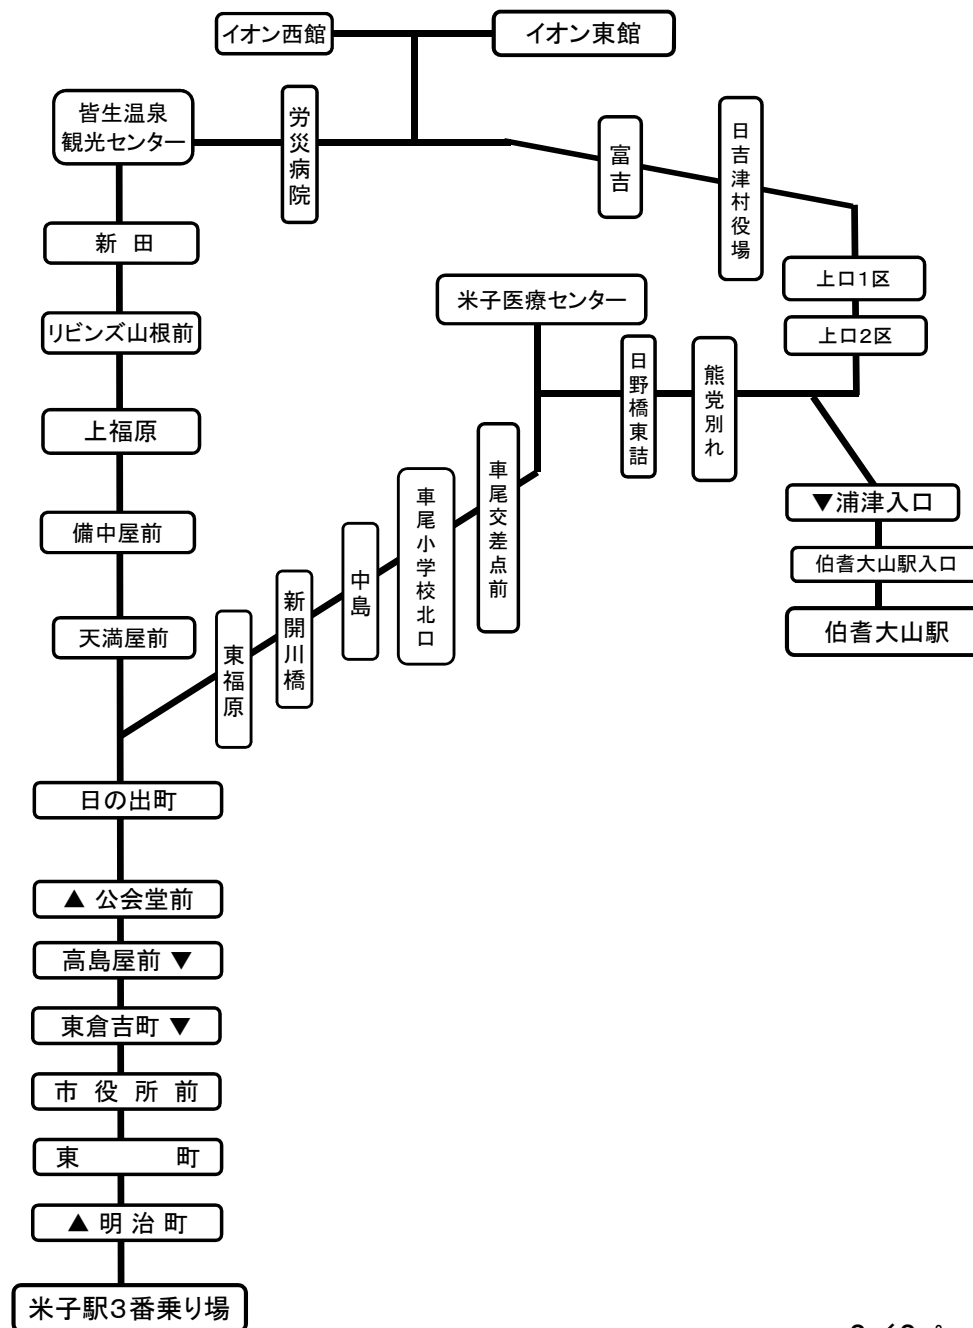 イオン西館
イオン東館
皆生温泉
観光センター
労災病院
富吉
日吉津村役場
新 田
上口1区
米子医療センター
リビンズ山根前
上口2区
日野橋東詰
熊党別れ
上福原
車尾交差点前
車尾小学校北口
▼浦津入口
備中屋前
中島
伯耆大山駅入口
新開川橋
天満屋前
伯耆大山駅
東福原
日の出町
▲ 公会堂前
高島屋前 ▼
東倉吉町 ▼
市 役 所 前
東 町
▲ 明 治 町
米子駅3番乗り場